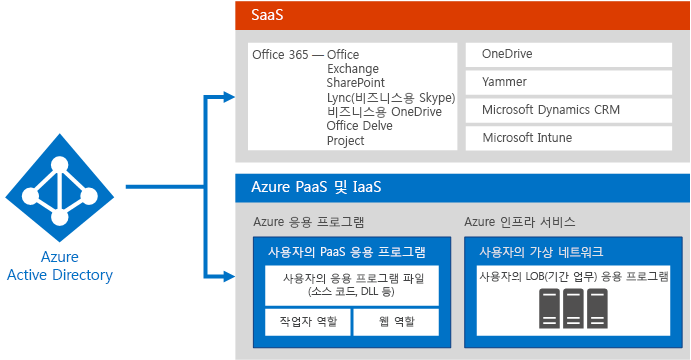 SaaS
Office 365 — Office
Exchange
SharePoint
Lync(비즈니스용 Skype)
비즈니스용 OneDrive
Office Delve
Project
OneDrive
Yammer
Microsoft Dynamics CRM
Microsoft Intune
Azure
Active Directory
Azure PaaS 및 IaaS
Azure 응용 프로그램
사용자의 PaaS 응용 프로그램
사용자의 응용 프로그램 파일
(소스 코드, DLL 등)
작업자 역할
웹 역할
Azure 인프라 서비스
사용자의 가상 네트워크
사용자의 LOB(기간 업무) 응용 프로그램